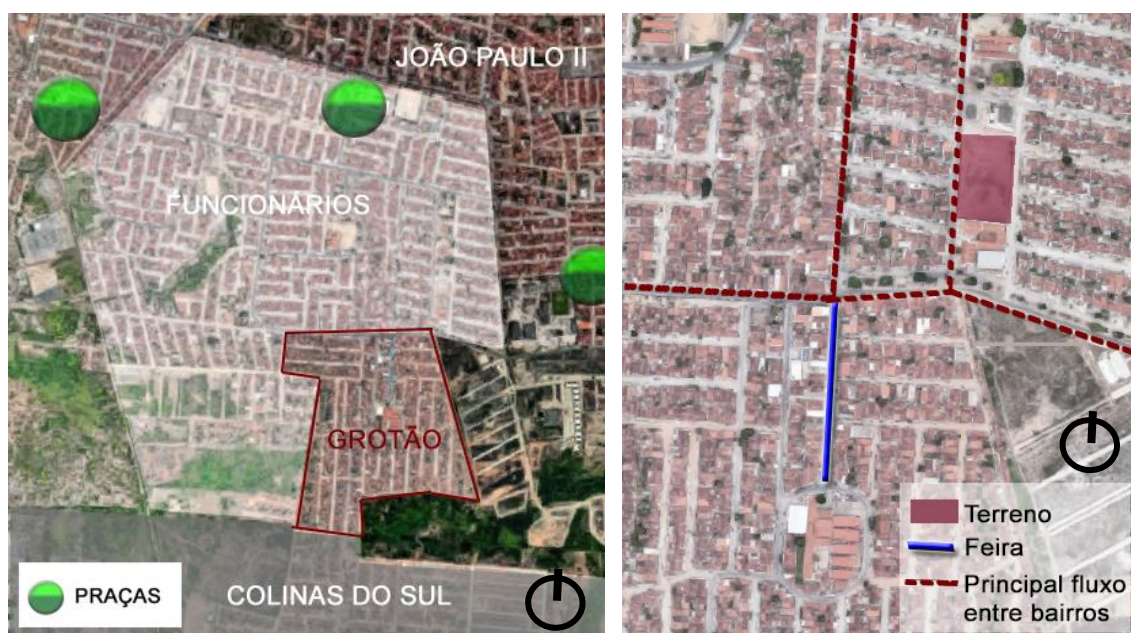 JOÃO PAULO II
FUNCIONÁRIOS
GROTÃO
PRAÇAS
COLINAS DO SUL
Terreno
Feira
Principal fluxo
entre bairros